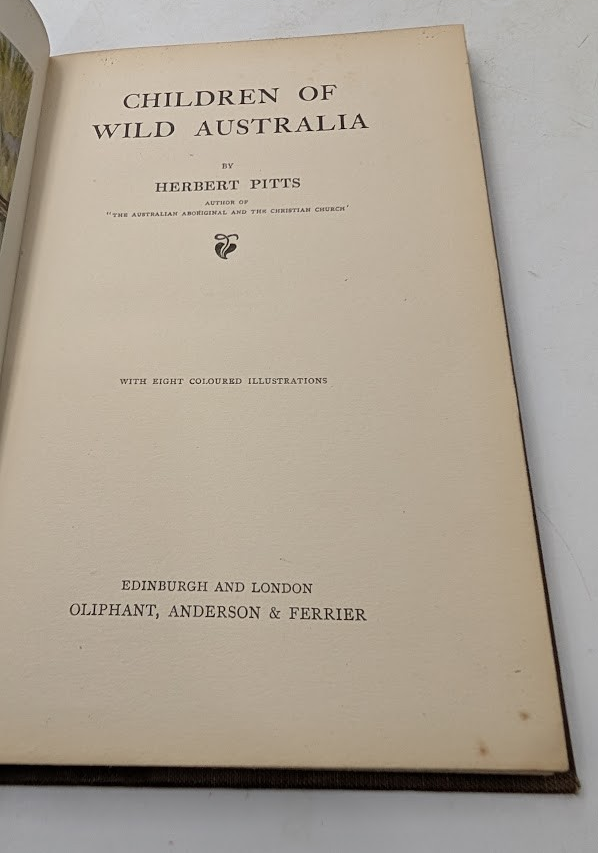 CHILDREN OF
WILD AUSTRALIA
BY
HERBERT PITTS
AUTHOR OF
"THE AUSTRALIAN ABORIGINAL AND THE CHRISTIAN CHURCH"
WITH EIGHT COLOURED ILLUSTRATIONS
EDINBURGH AND LONDON
OLIPHANT, ANDERSON & FERRIER